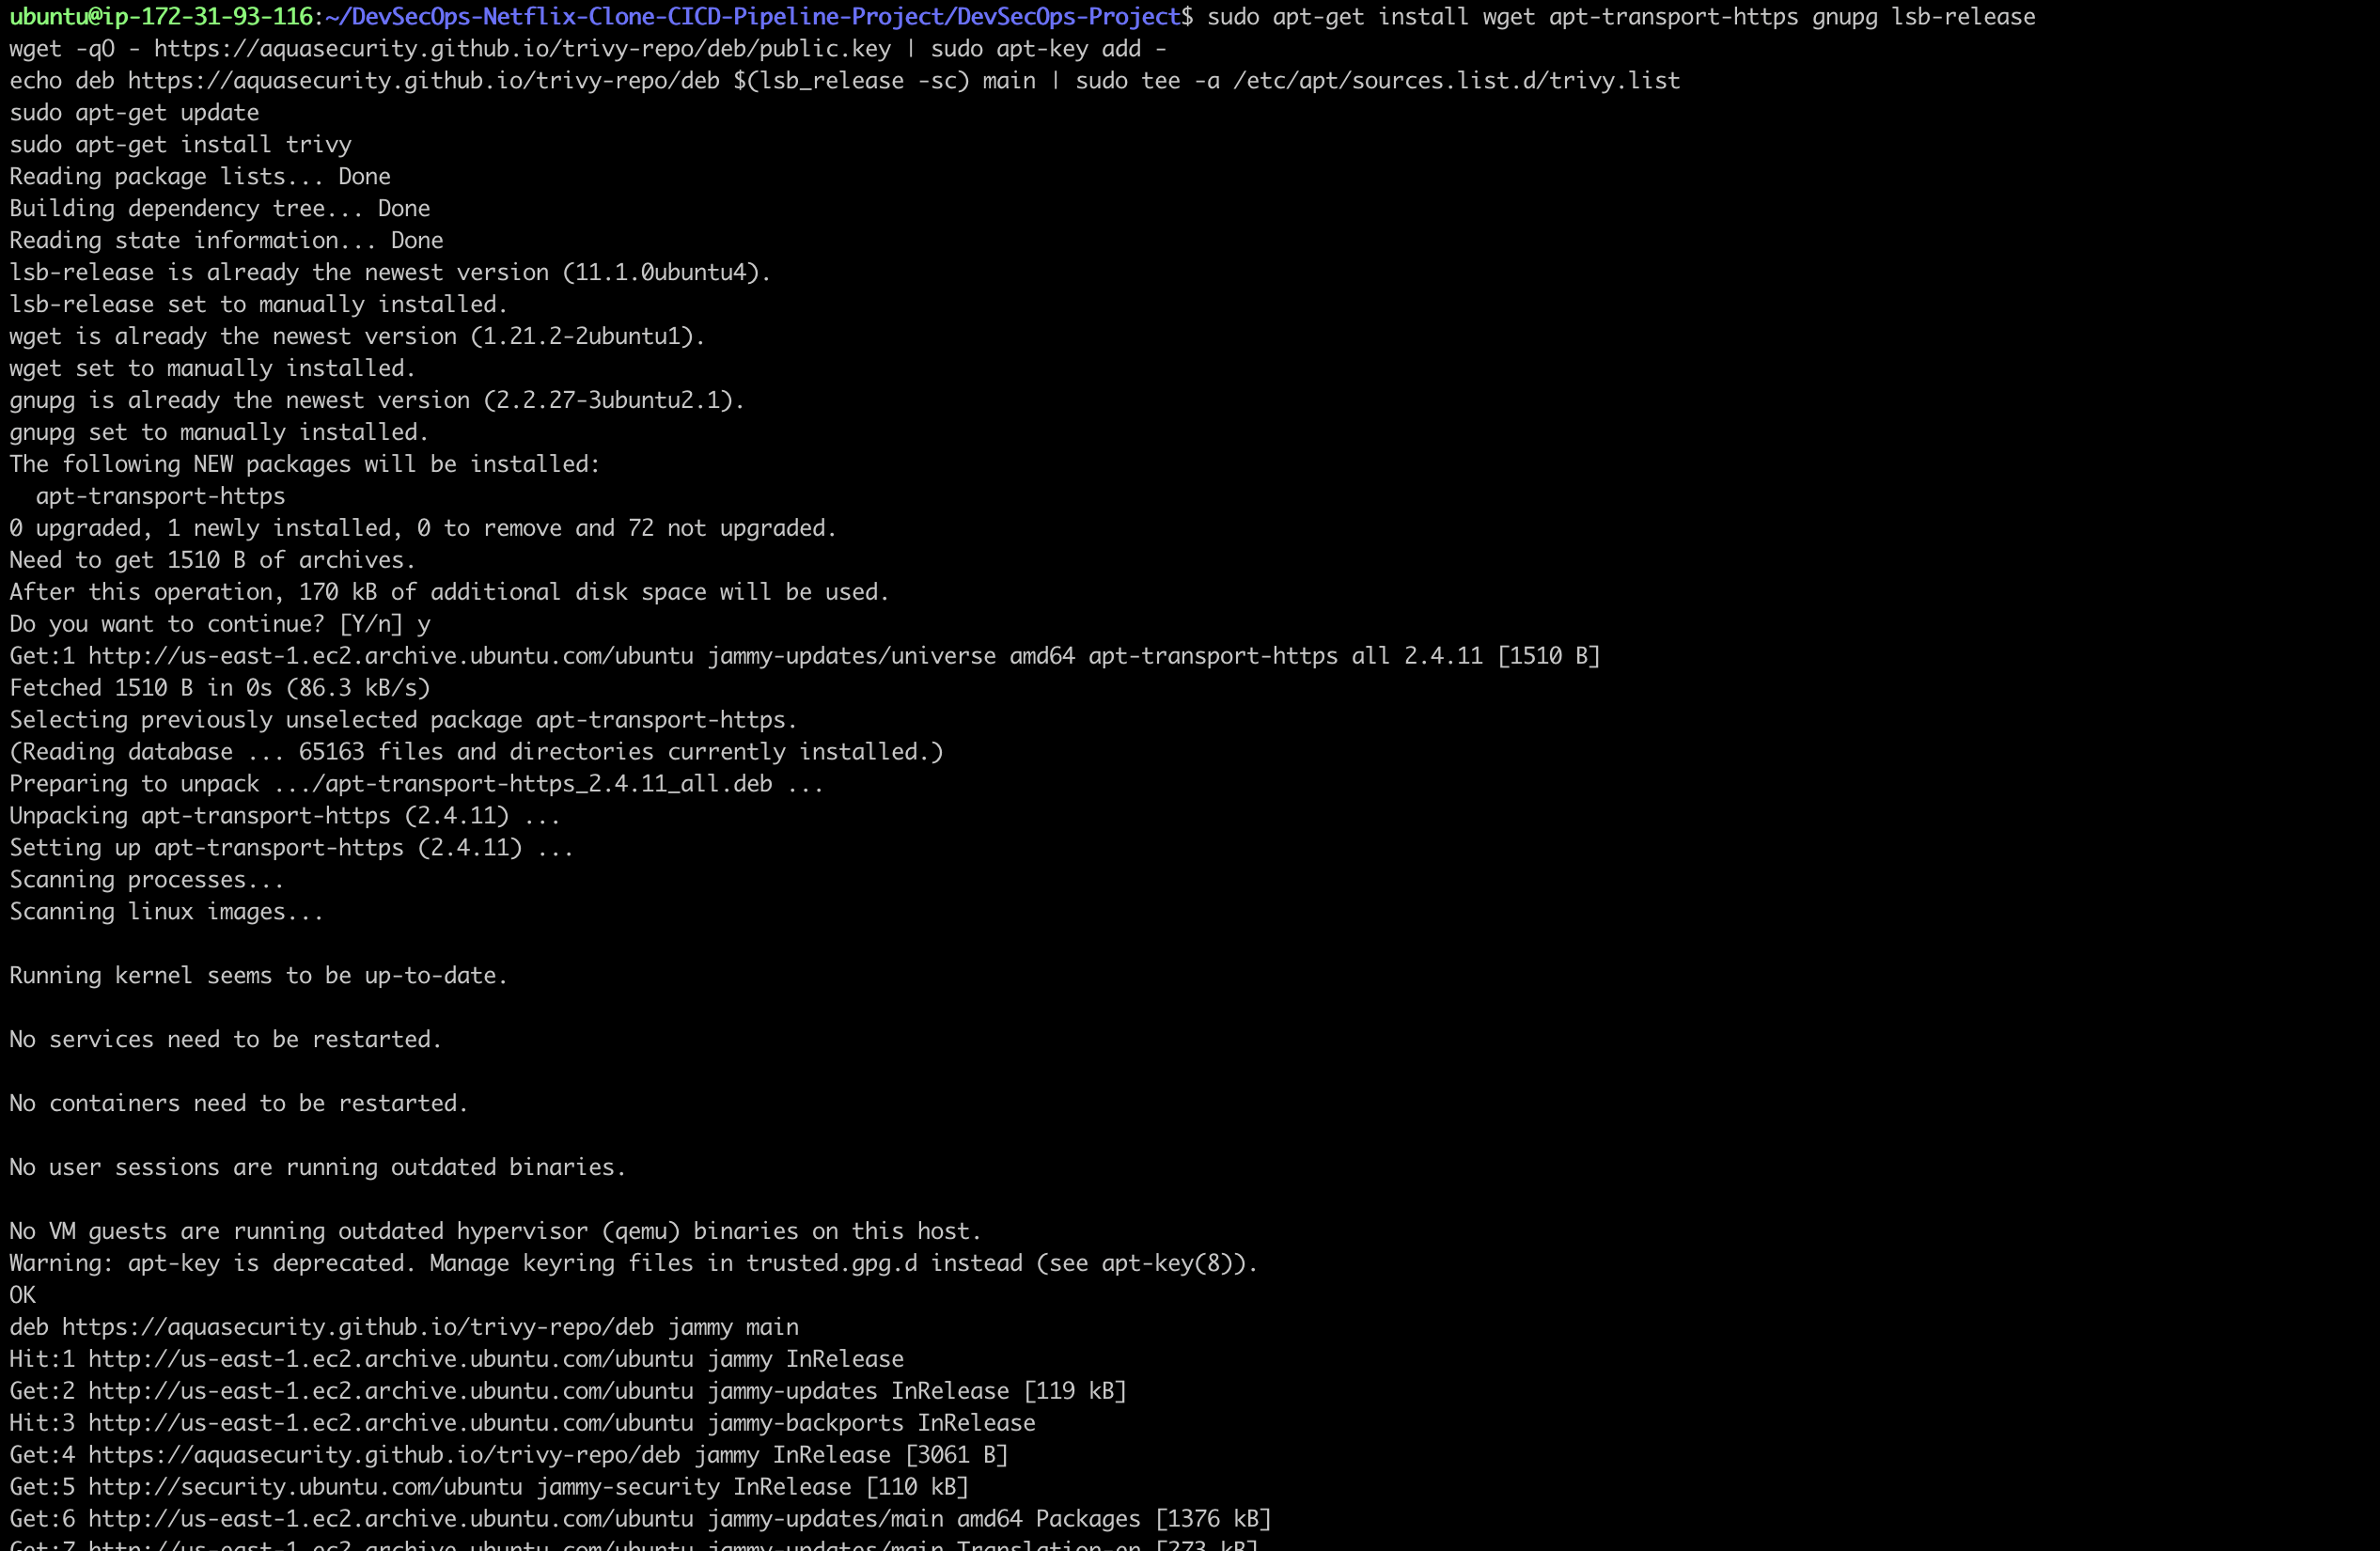 ubuntu@ip-172-31-93-116:~/DevSecOps-Netflix-Clone-CICD-Pipeline-Project/DevSecOps-Project$ sudo apt-get install wget apt-transport-https gnupg lsb-release
wget -qO - https://aquasecurity.github.io/trivy-repo/deb/public.key | sudo apt-key add -
echo deb https://aquasecurity.github.io/trivy-repo/deb $(lsb_release -sc) main | sudo tee -a /etc/apt/sources.list.d/trivy.list
sudo apt-get update
sudo apt-get install trivy
Reading package lists... Done
Building dependency tree... Done
Reading state information... Done
lsb-release is already the newest version (11.1.0ubuntu4).
lsb-release set to manually installed.
wget is already the newest version (1.21.2-2ubuntu1).
wget set to manually installed.
gnupg is already the newest version (2.2.27-3ubuntu2.1).
gnupg set to manually installed.
The following NEW packages will be installed:
  apt-transport-https
0 upgraded, 1 newly installed, 0 to remove and 72 not upgraded.
Need to get 1510 B of archives.
After this operation, 170 kB of additional disk space will be used.
Do you want to continue? [Y/n] y
Get:1 http://us-east-1.ec2.archive.ubuntu.com/ubuntu jammy-updates/universe amd64 apt-transport-https all 2.4.11 [1510 B]
Fetched 1510 B in 0s (86.3 kB/s)
Selecting previously unselected package apt-transport-https.
(Reading database ... 65163 files and directories currently installed.)
Preparing to unpack .../apt-transport-https_2.4.11_all.deb ...
Unpacking apt-transport-https (2.4.11) ...
Setting up apt-transport-https (2.4.11) ...
Scanning processes...
Scanning linux images...
Running kernel seems to be up-to-date.
No services need to be restarted.
No containers need to be restarted.
No user sessions are running outdated binaries.
No VM guests are running outdated hypervisor (qemu) binaries on this host.
Warning: apt-key is deprecated. Manage keyring files in trusted.gpg.d instead (see apt-key(8)).
OK
deb https://aquasecurity.github.io/trivy-repo/deb jammy main
Hit:1 http://us-east-1.ec2.archive.ubuntu.com/ubuntu jammy InRelease
Get:2 http://us-east-1.ec2.archive.ubuntu.com/ubuntu jammy-updates InRelease [119 kB]
Hit:3 http://us-east-1.ec2.archive.ubuntu.com/ubuntu jammy-backports InRelease
Get:4 https://aquasecurity.github.io/trivy-repo/deb jammy InRelease [3061 B]
Get:5 http://security.ubuntu.com/ubuntu jammy-security InRelease [110 kB]
Get:6 http://us-east-1.ec2.archive.ubuntu.com/ubuntu jammy-updates/main amd64 Packages [1376 kB]
Get:7 http://us-east-1.ec2.archive.ubuntu.com/ubuntu jammy-updates/main Translation-en [273 kB]